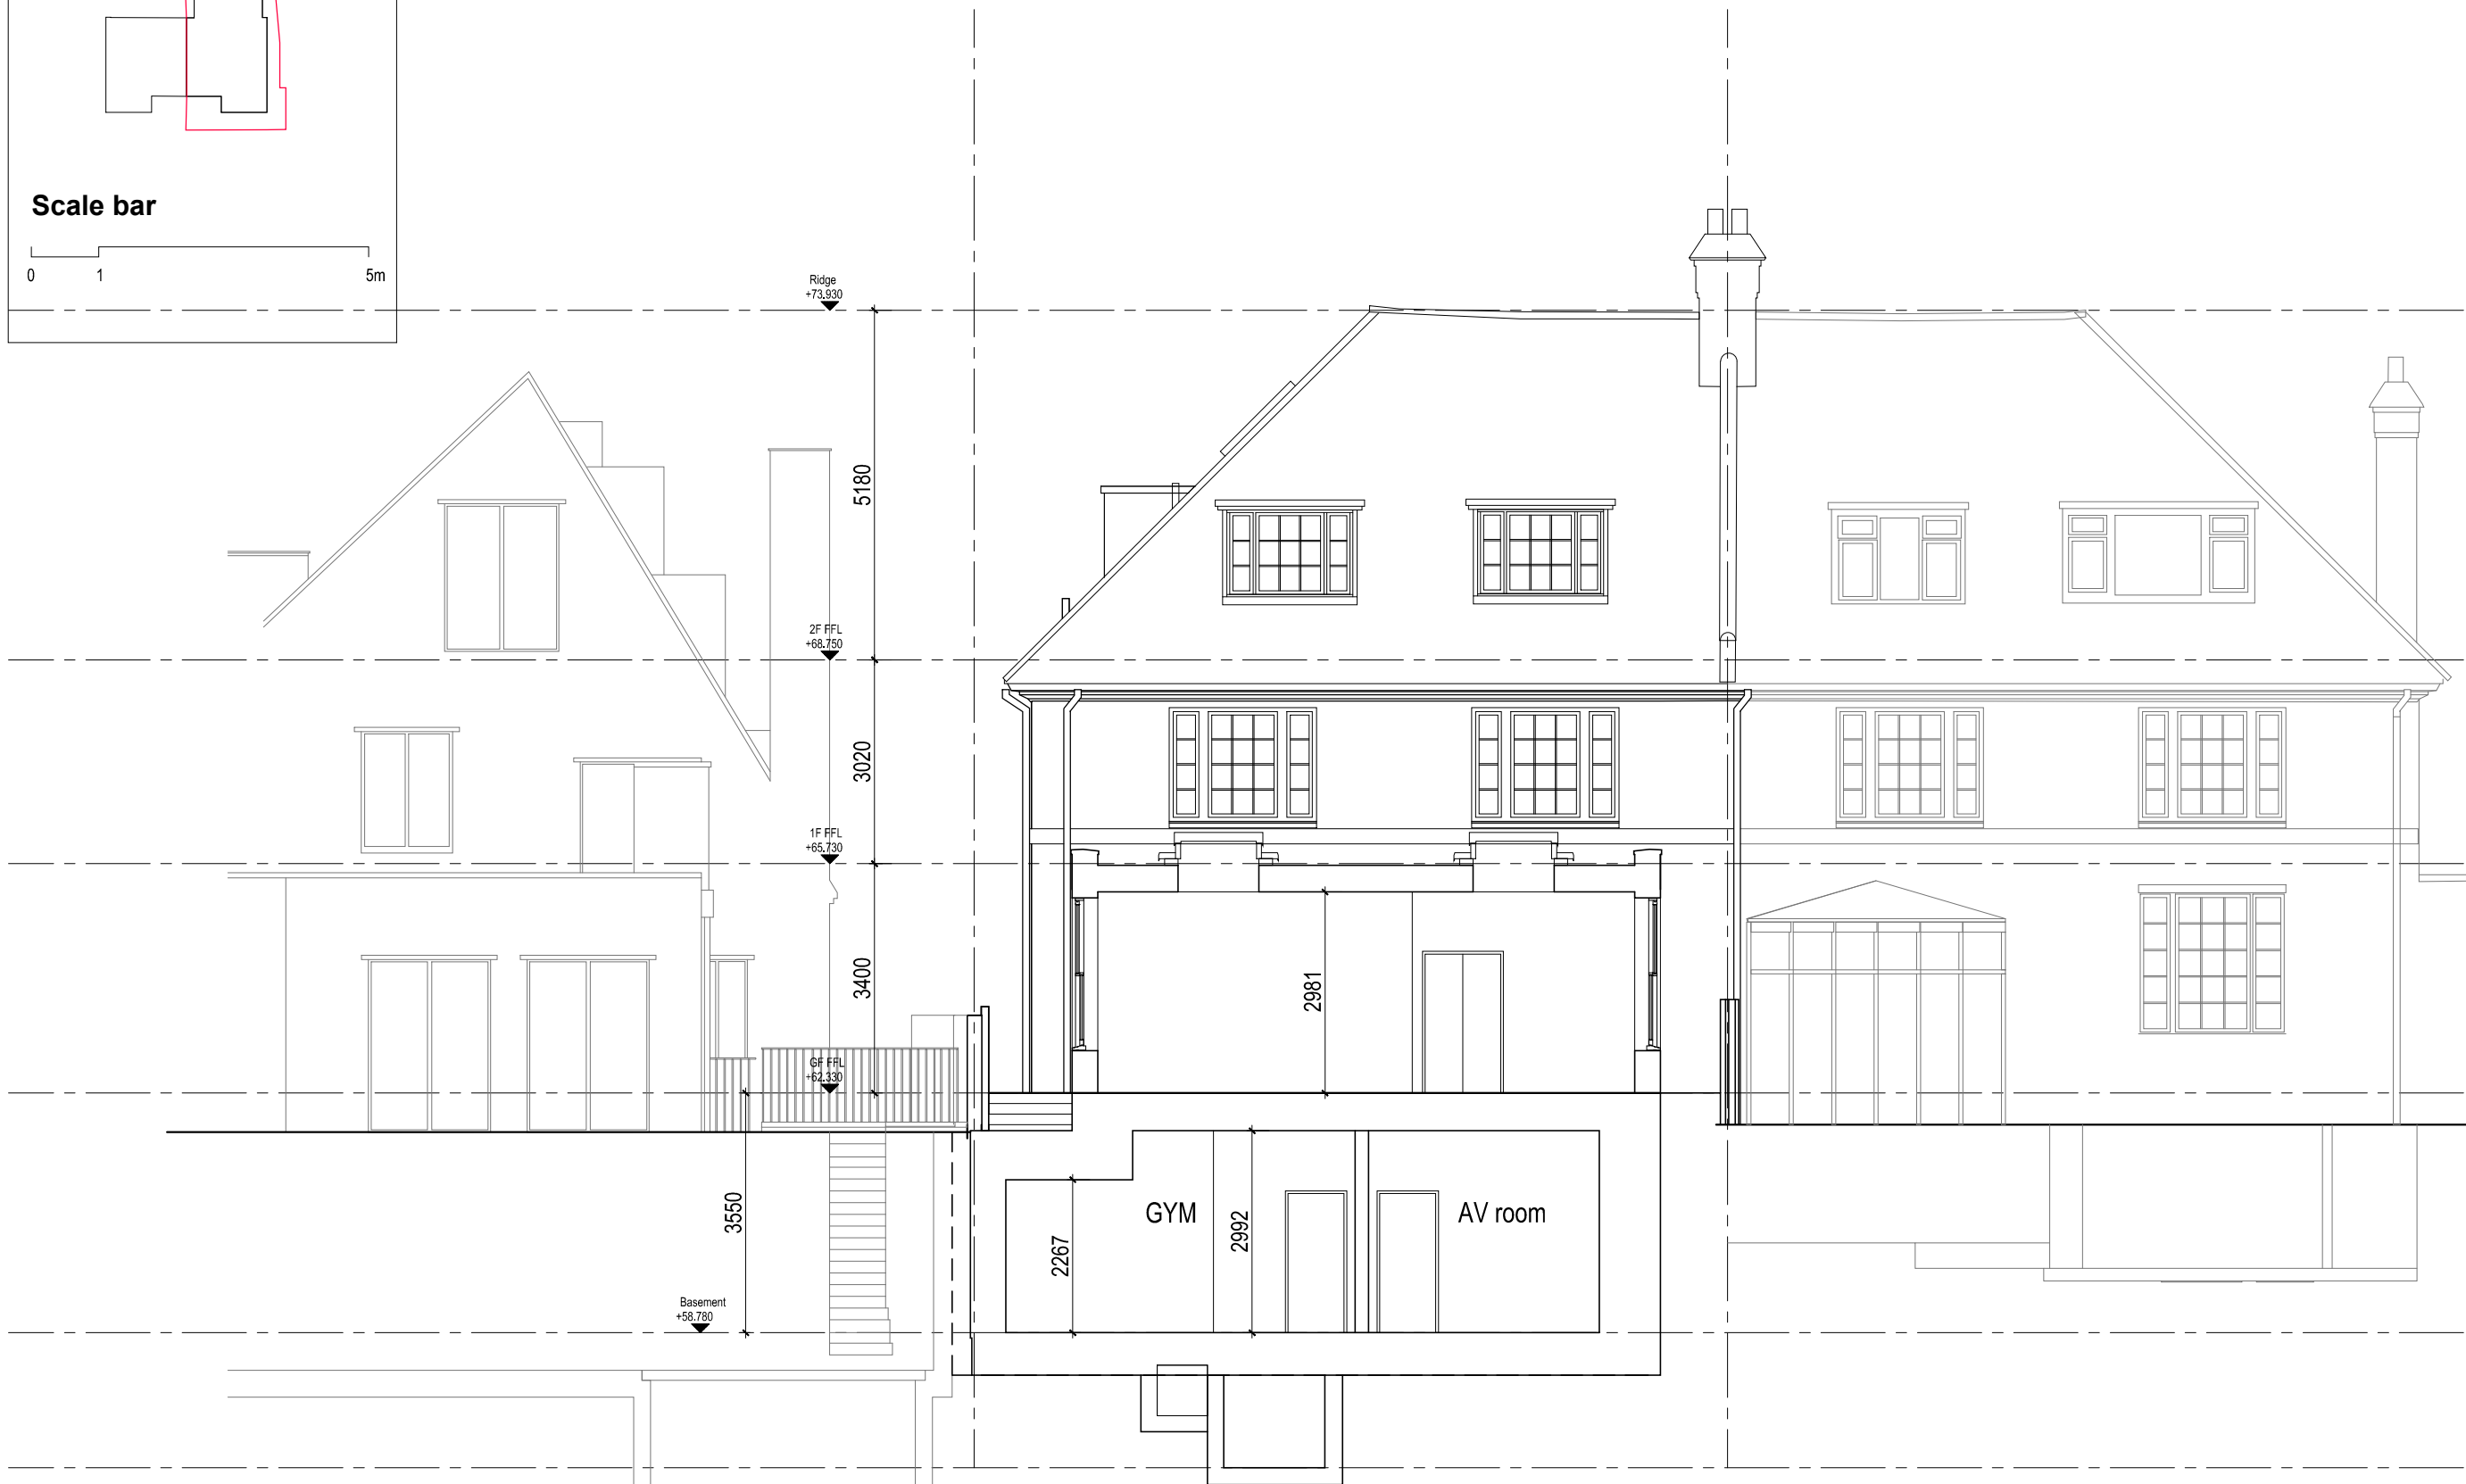 Scale bar
0 1 5m
Ridge
+73.930
5180
2F FFL
+68.750
3020
1F FFL
+65.730
3400
2981
GF FFL
+62.330
3550
GYM
AV room
2267
2992
Basement
+58.780